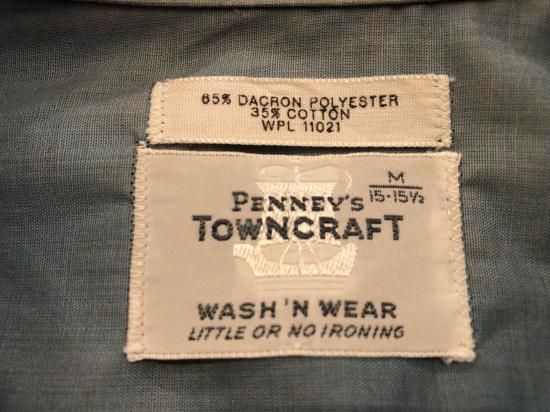 65% DACRON POLYESTER
35% COTTON
WPL 11021
M
15-15½
PENNEY'S
TOWNCRAFT
WASH 'N WEAR
LITTLE OR NO IRONING